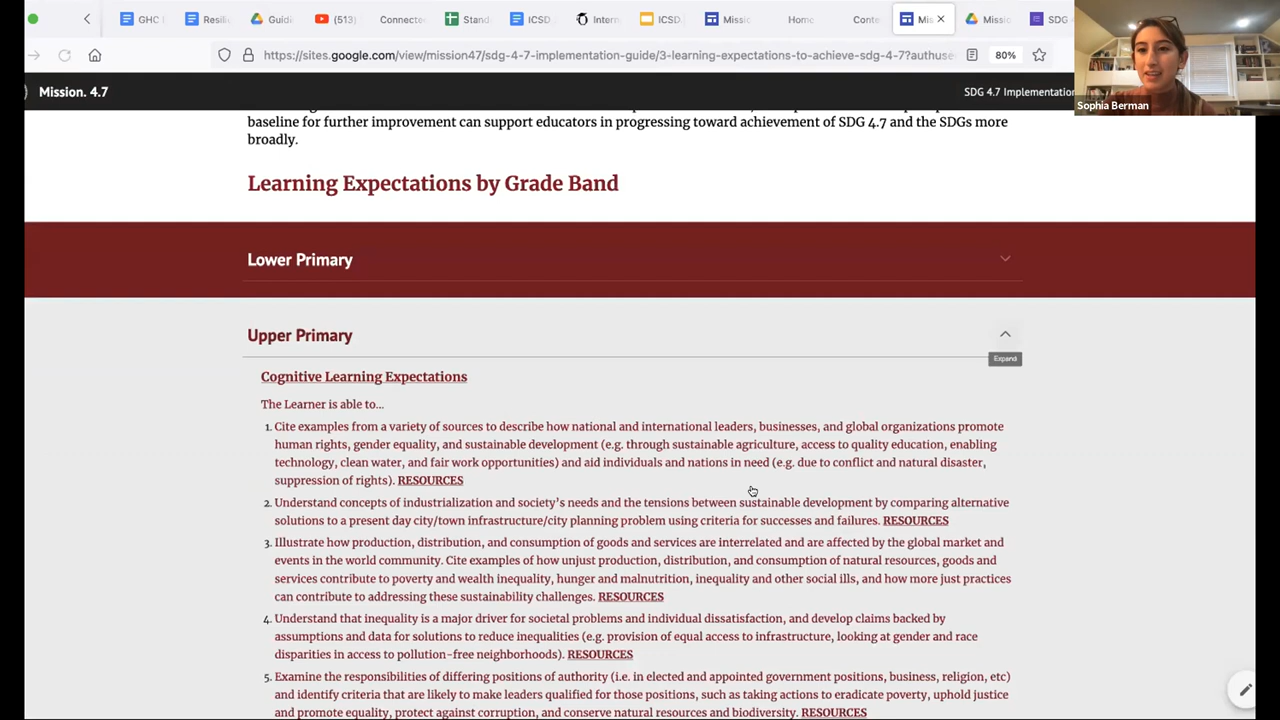 GHC
Resili
Guide
(513)
Connecte
Stand
ICSD
Intern
ICSD
Missio
Home
Conte
Mis
Missio
SDG
https://sites.google.com/view/mission47/sdg-4-7-implementation-guide/3-learning-expectations-to-achieve-sdg-4-7?authuse
80%
Sophia Berman
Mission. 4.7
SDG 4.7 Implementation
baseline for further improvement can support educators in progressing toward achievement of SDG 4.7 and the SDGs more
broadly.
Learning Expectations by Grade Band
Lower Primary
Upper Primary
Expand
Cognitive Learning Expectations
The Learner is able to...
1. Cite examples from a variety of sources to describe how national and international leaders, businesses, and global organizations promote
human rights, gender equality, and sustainable development (e.g. through sustainable agriculture, access to quality education, enabling
technology, clean water, and fair work opportunities) and aid individuals and nations in need (e.g. due to conflict and natural disaster,
suppression of rights). RESOURCES
2. Understand concepts of industrialization and society's needs and the tensions between sustainable development by comparing alternative
solutions to a present day city/town infrastructure/city planning problem using criteria for successes and failures. RESOURCES
3. Illustrate how production, distribution, and consumption of goods and services are interrelated and are affected by the global market and
events in the world community. Cite examples of how unjust production, distribution, and consumption of natural resources, goods and
services contribute to poverty and wealth inequality, hunger and malnutrition, inequality and other social ills, and how more just practices
can contribute to addressing these sustainability challenges. RESOURCES
4. Understand that inequality is a major driver for societal problems and individual dissatisfaction, and develop claims backed by
assumptions and data for solutions to reduce inequalities (e.g. provision of equal access to infrastructure, looking at gender and race
disparities in access to pollution-free neighborhoods). RESOURCES
5. Examine the responsibilities of differing positions of authority (i.e. in elected and appointed government positions, business, religion, etc)
and identify criteria that are likely to make leaders qualified for those positions, such as taking actions to eradicate poverty, uphold justice
and promote equality, protect against corruption, and conserve natural resources and biodiversity. RESOURCES